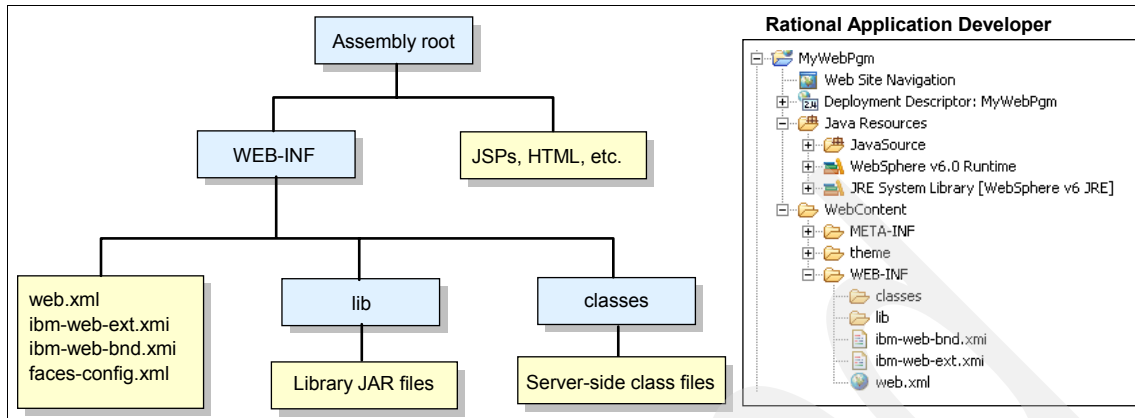 Assembly root
WEB-INF
JSPs, HTML, etc.
web.xml
ibm-web-ext.xmi
ibm-web-bnd.xmi
faces-config.xml
lib
classes
Library JAR files
Server-side class files
Rational Application Developer
MyWebPgm
Web Site Navigation
2.4
Deployment Descriptor: MyWebPgm
Java Resources
JavaSource
WebSphere v6.0 Runtime
JRE System Library [WebSphere v6 JRE]
WebContent
META-INF
theme
WEB-INF
classes
lib
ibm-web-bnd.xmi
ibm-web-ext.xmi
web.xml